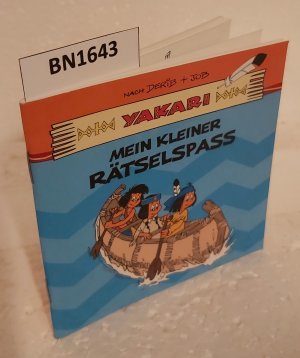 BN1643
NACH DERIB + JOB
YAKARI
MEIN KLEINER
RÄTSELSPASS